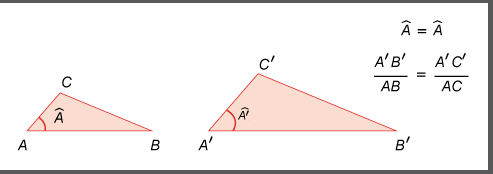 Â = Â
A′B′ / AB = A′C′ / AC
C
Â
A B
C′
Â′
A′ B′